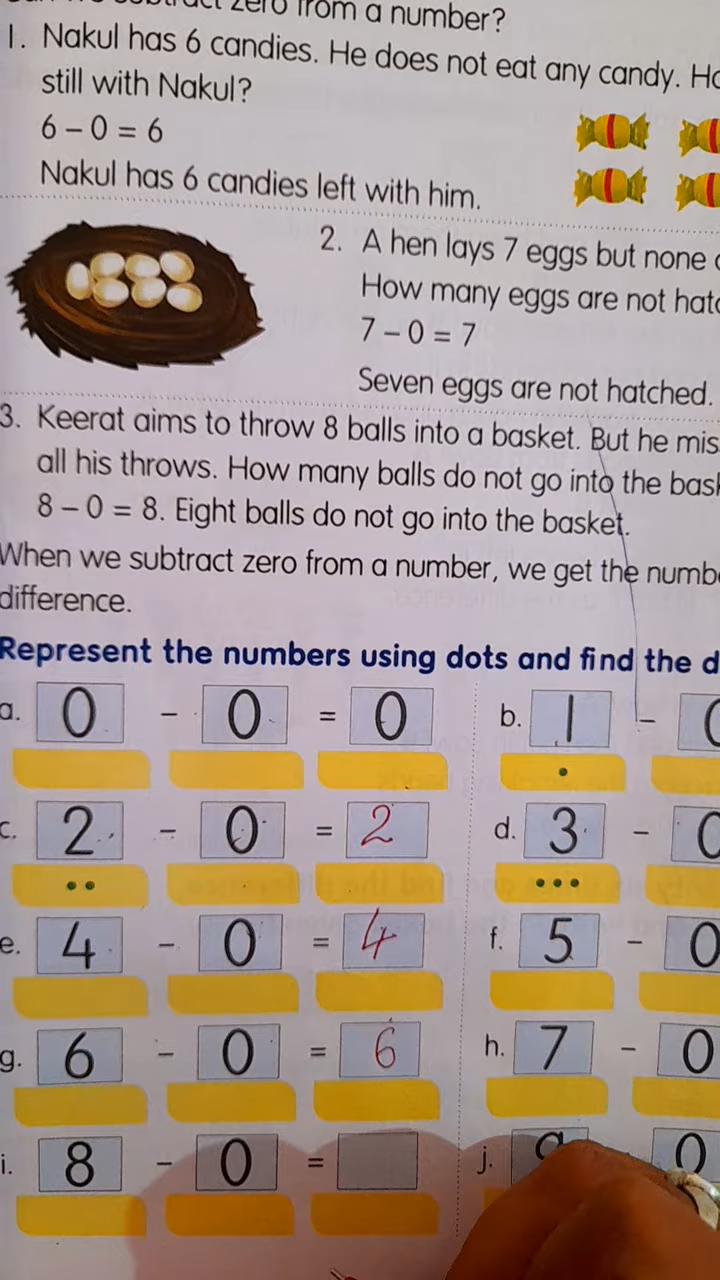 subtract zero from a number?
1. Nakul has 6 candies. He does not eat any candy.
still with Nakul?
6 – 0 = 6
Nakul has 6 candies left with him.
2. A hen lays 7 eggs but none
How many eggs are not
7 – 0 = 7
Seven eggs are not hatched.
3. Keerat aims to throw 8 balls into a basket. But he
all his throws. How many balls do not go into the
8 – 0 = 8. Eight balls do not go into the basket.
When we subtract zero from a number, we get the
difference.
Represent the numbers using dots and find the
a. 0 – 0 = 0 b. 1 –
c. 2 – 0 = 2 d. 3 –
e. 4 – 0 = 4 f. 5 – 0
g. 6 – 0 = 6 h. 7 – 0
i. 8 – 0 = j. 0